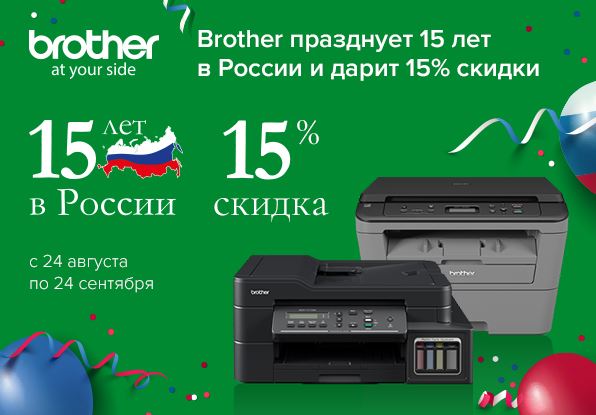 brother
at your side
Brother празднует 15 лет
в России и дарит 15% скидки
15 лет
в России
15%
скидка
с 24 августа
по 24 сентября
brother
brother